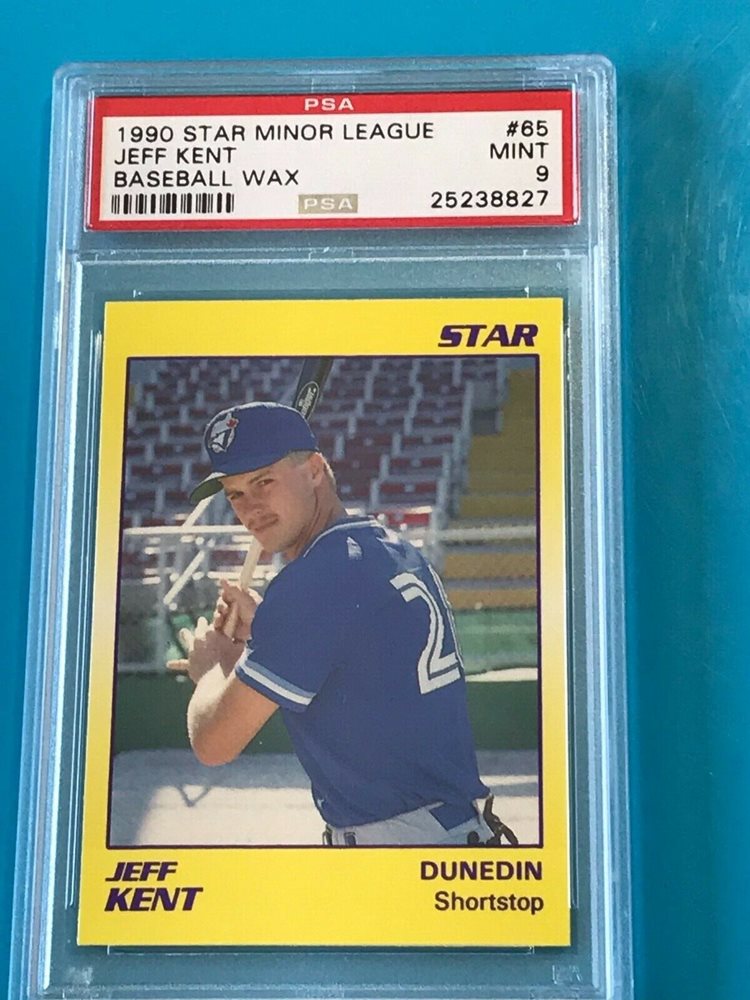 PSA
1990 STAR MINOR LEAGUE #65
JEFF KENT MINT
BASEBALL WAX 9
PSA 25238827
STAR
2
JEFF DUNEDIN
KENT Shortstop